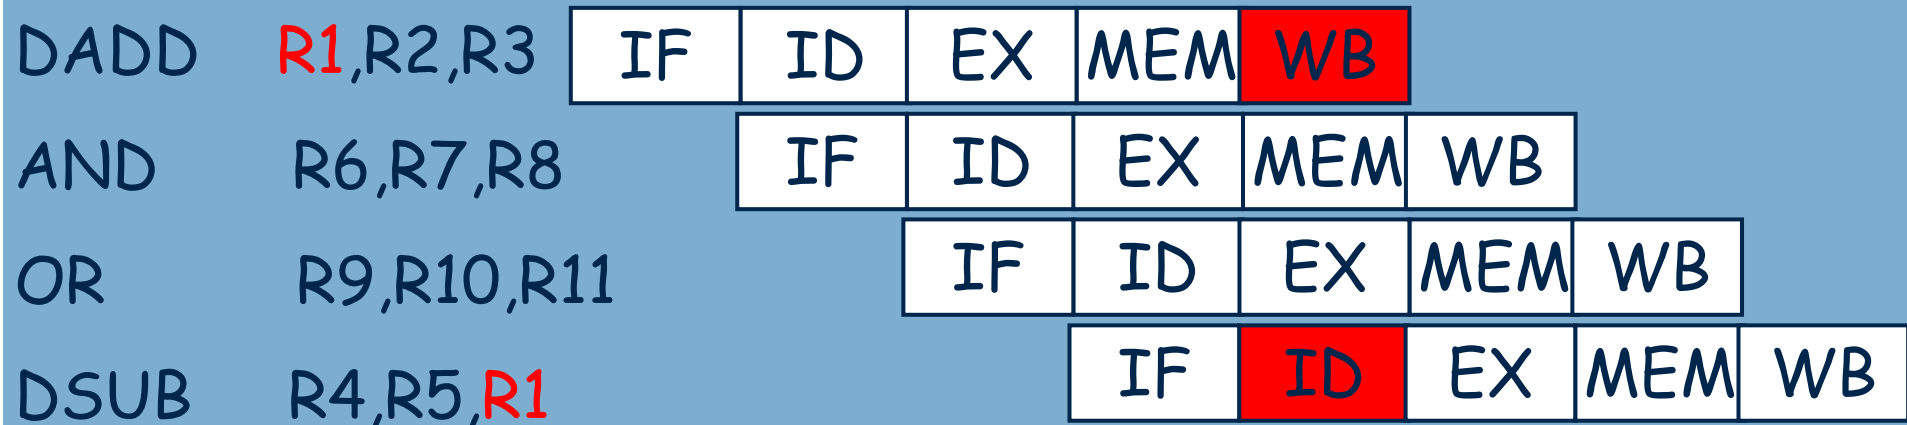 DADD R1,R2,R3 IF ID EX MEM WB
AND R6,R7,R8 IF ID EX MEM WB
OR R9,R10,R11 IF ID EX MEM WB
DSUB R4,R5,R1 IF ID EX MEM WB